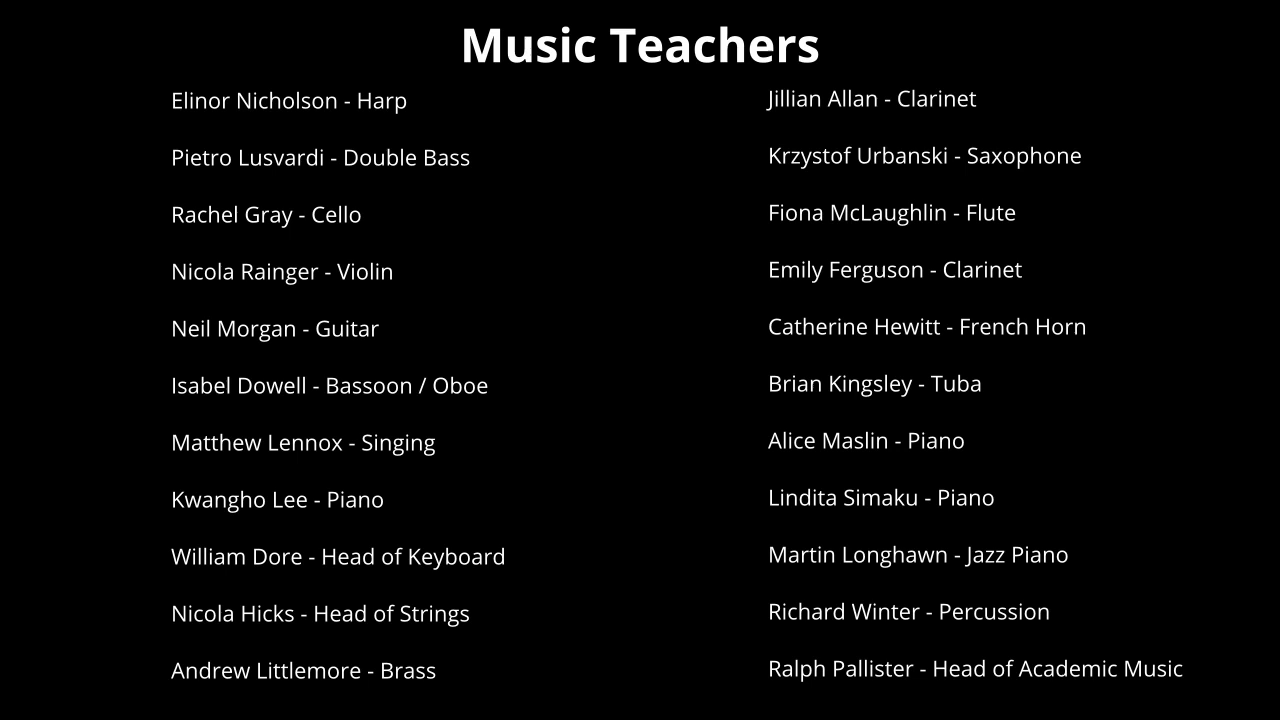 Music Teachers
Elinor Nicholson - Harp
Pietro Lusvardi - Double Bass
Rachel Gray - Cello
Nicola Rainger - Violin
Neil Morgan - Guitar
Isabel Dowell - Bassoon / Oboe
Matthew Lennox - Singing
Kwangho Lee - Piano
William Dore - Head of Keyboard
Nicola Hicks - Head of Strings
Andrew Littlemore - Brass
Jillian Allan - Clarinet
Krzystof Urbanski - Saxophone
Fiona McLaughlin - Flute
Emily Ferguson - Clarinet
Catherine Hewitt - French Horn
Brian Kingsley - Tuba
Alice Maslin - Piano
Lindita Simaku - Piano
Martin Longhawn - Jazz Piano
Richard Winter - Percussion
Ralph Pallister - Head of Academic Music